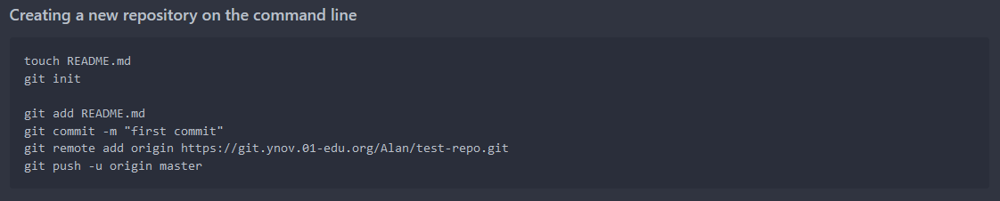 Creating a new repository on the command line
touch README.md
git init
git add README.md
git commit -m "first commit"
git remote add origin https://git.ynov.01-edu.org/Alan/test-repo.git
git push -u origin master